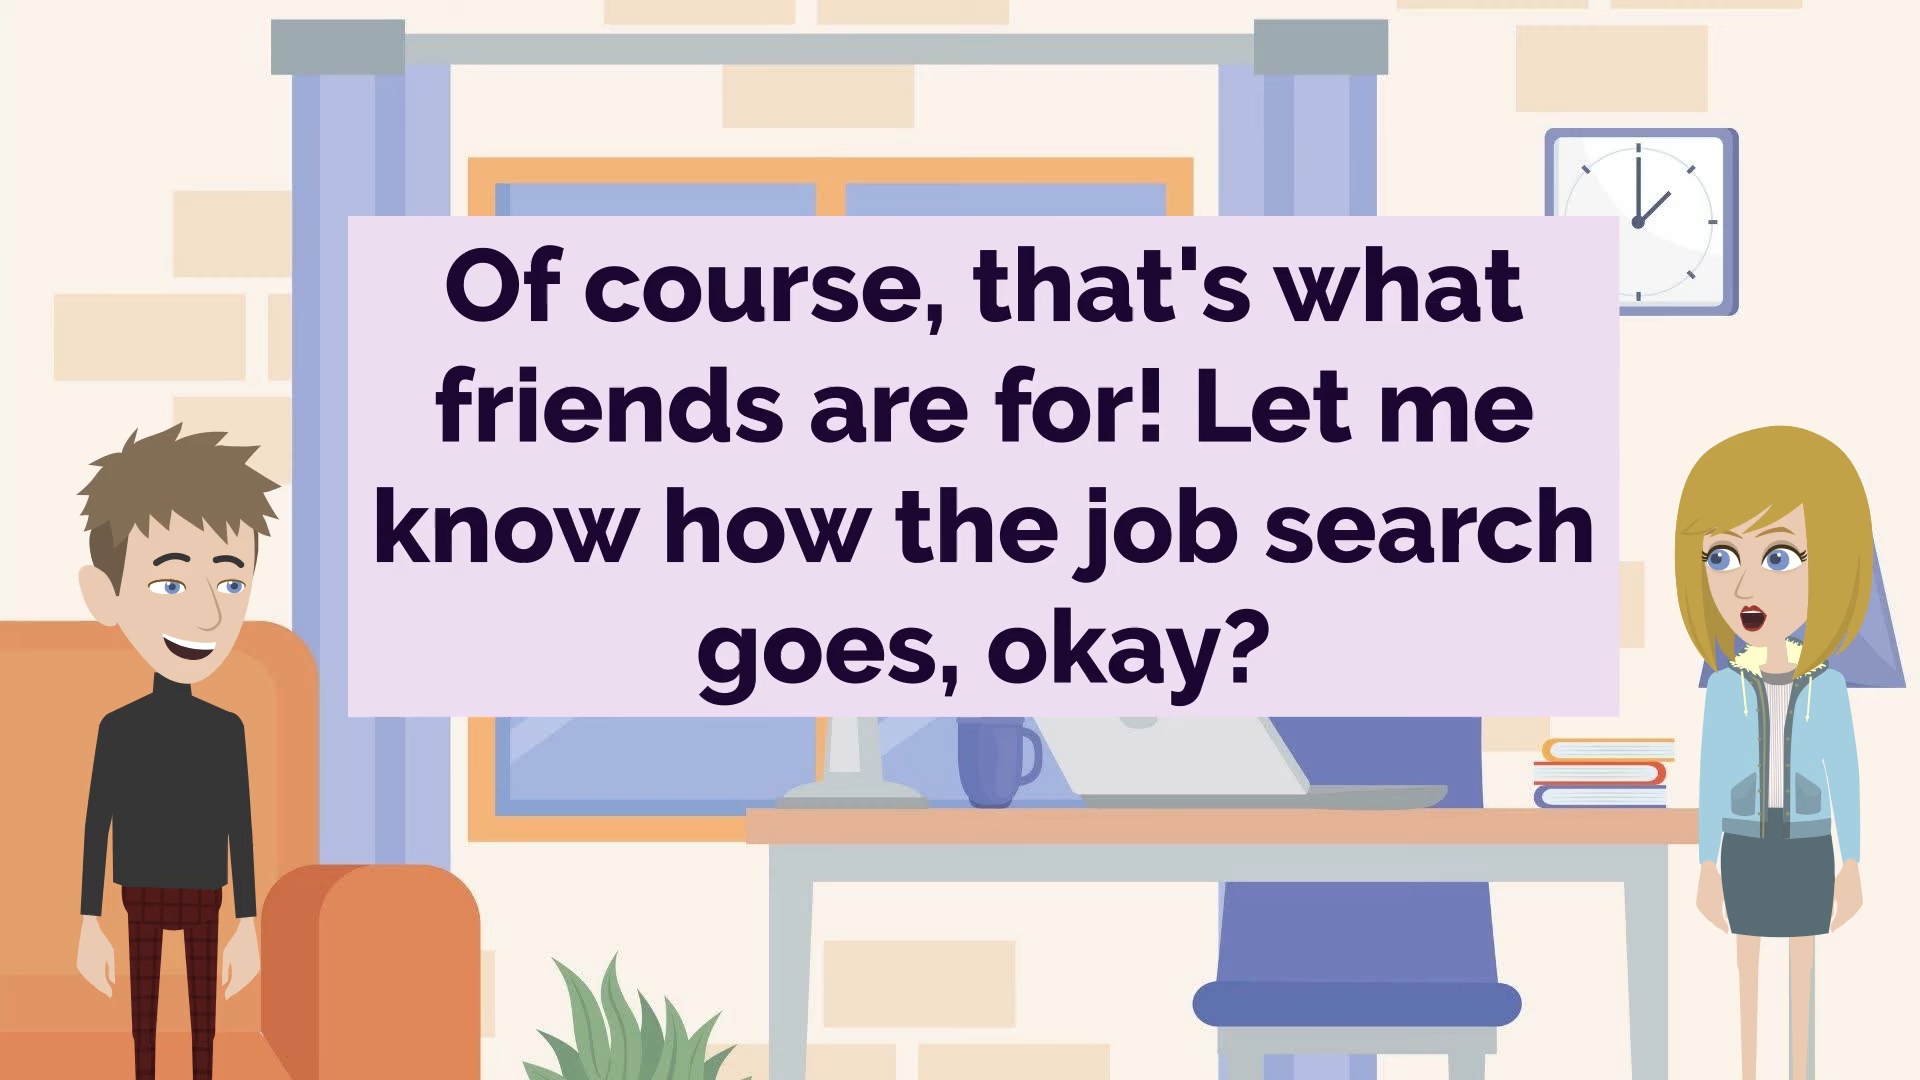 Of course, that's what
friends are for! Let me
know how the job search
goes, okay?